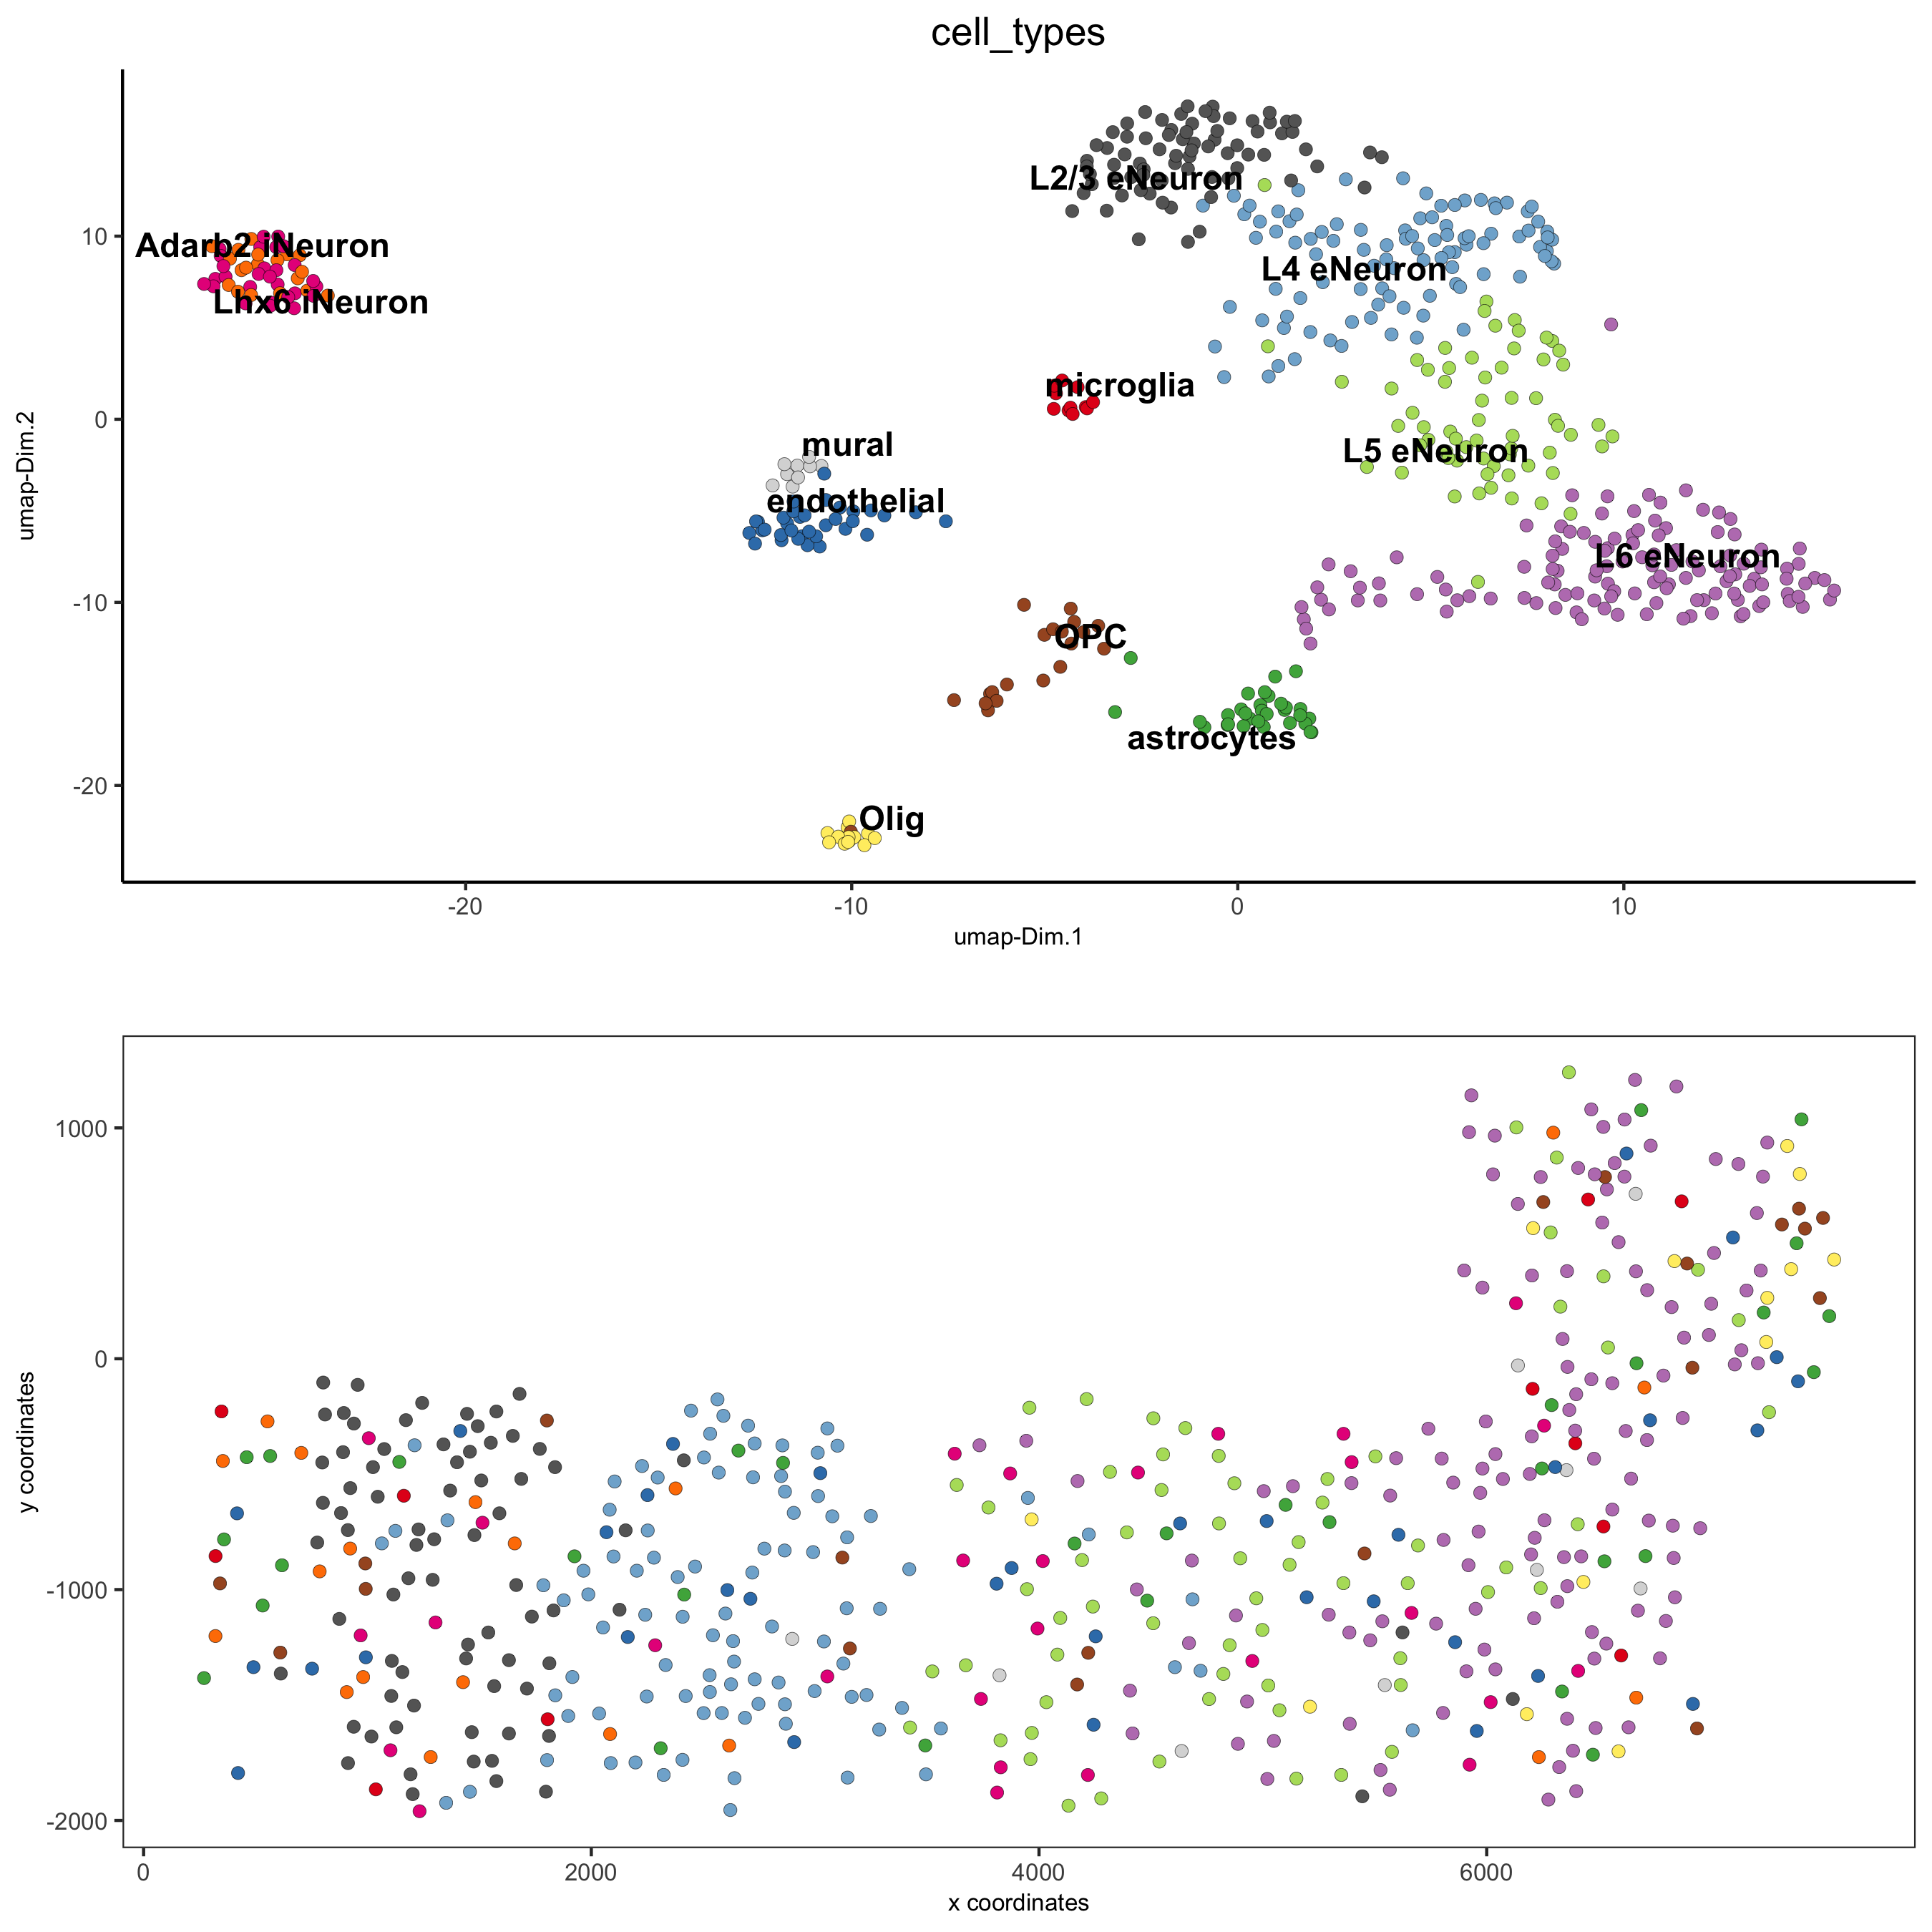 cell_types
L2/3 eNeuron
Adarb2 iNeuron
L4 eNeuron
Lhx6 iNeuron
microglia
mural
L5 eNeuron
endothelial
L6 eNeuron
OPC
astrocytes
Olig
10
0
-10
-20
umap-Dim.2
-20 -10 0 10
umap-Dim.1
1000
0
-1000
-2000
y coordinates
0 2000 4000 6000
x coordinates